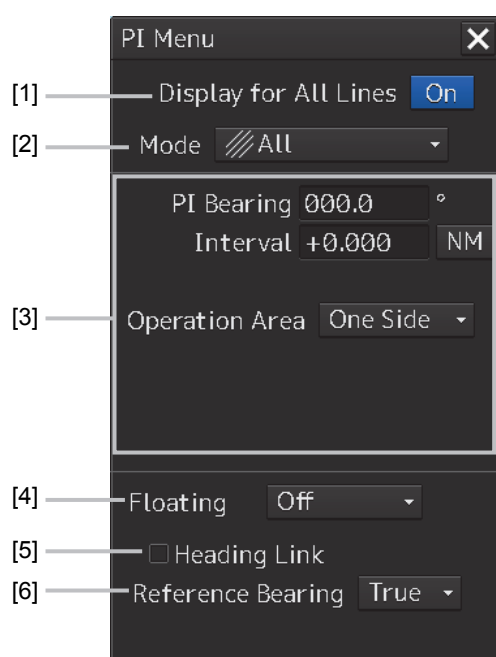 PI Menu
[1] Display for All Lines On
[2] Mode All
PI Bearing 000.0 °
Interval +0.000 NM
[3] Operation Area One Side
[4] Floating Off
[5] Heading Link
[6] Reference Bearing True